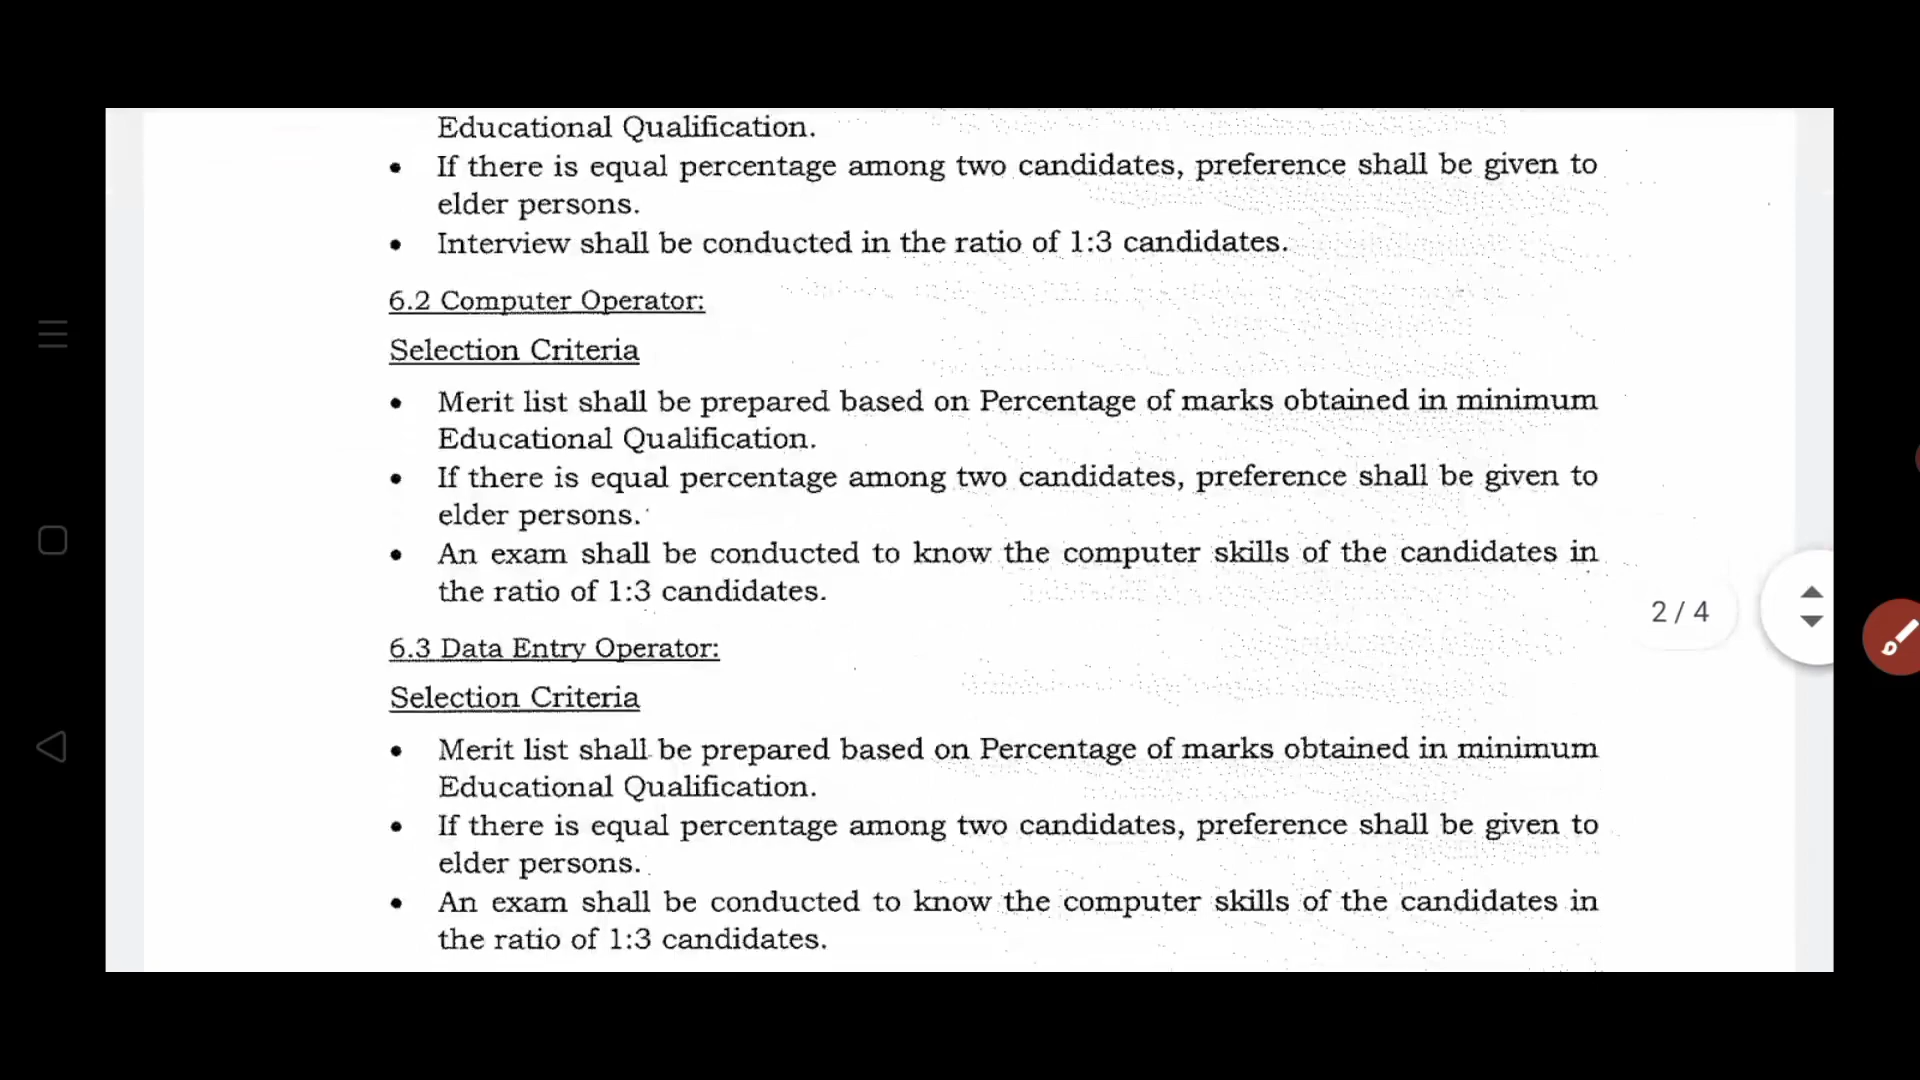 Educational Qualification.
• If there is equal percentage among two candidates, preference shall be given to
elder persons.
• Interview shall be conducted in the ratio of 1:3 candidates.
6.2 Computer Operator:
Selection Criteria
• Merit list shall be prepared based on Percentage of marks obtained in minimum
Educational Qualification.
• If there is equal percentage among two candidates, preference shall be given to
elder persons.
• An exam shall be conducted to know the computer skills of the candidates in
the ratio of 1:3 candidates.
2 / 4
6.3 Data Entry Operator:
Selection Criteria
• Merit list shall be prepared based on Percentage of marks obtained in minimum
Educational Qualification.
• If there is equal percentage among two candidates, preference shall be given to
elder persons.
• An exam shall be conducted to know the computer skills of the candidates in
the ratio of 1:3 candidates.